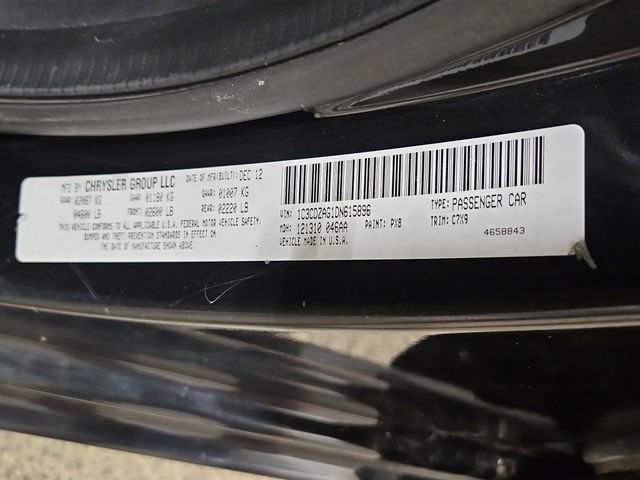 MFD BY: CHRYSLER GROUP LLC DATE OF MFR(BUILT): DEC 12
GVWR: 02087 KG GAWR: 01180 KG GAWR: 01007 KG
04600 LB FRONT: 02600 LB REAR: 02220 LB
THIS VEHICLE CONFORMS TO ALL APPLICABLE U.S.A. FEDERAL MOTOR VEHICLE SAFETY,
BUMPER AND THEFT PREVENTION STANDARDS IN EFFECT ON
THE DATE OF MANUFACTURE SHOWN ABOVE.
VIN: 1C3CDZAG1DN615896 TYPE: PASSENGER CAR
MDH: 121310 046AA PAINT: PX8 TRIM: C7X9
VEHICLE MADE IN U.S.A. 4658843